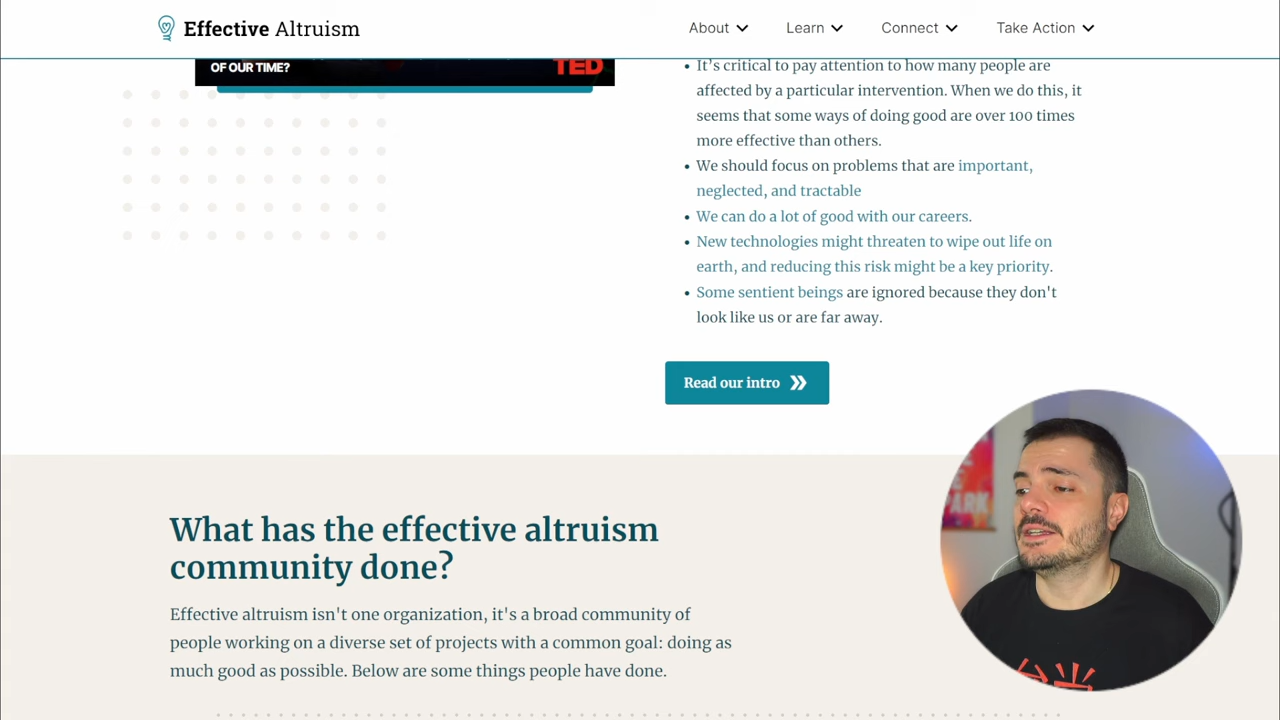 Effective Altruism
About
Learn
Connect
Take Action
OF OUR TIME?
TED
• It's critical to pay attention to how many people are
affected by a particular intervention. When we do this, it
seems that some ways of doing good are over 100 times
more effective than others.
• We should focus on problems that are important,
neglected, and tractable
• We can do a lot of good with our careers.
• New technologies might threaten to wipe out life on
earth, and reducing this risk might be a key priority.
• Some sentient beings are ignored because they don't
look like us or are far away.
Read our intro
What has the effective altruism
community done?
Effective altruism isn't one organization, it's a broad community of
people working on a diverse set of projects with a common goal: doing as
much good as possible. Below are some things people have done.
PARK